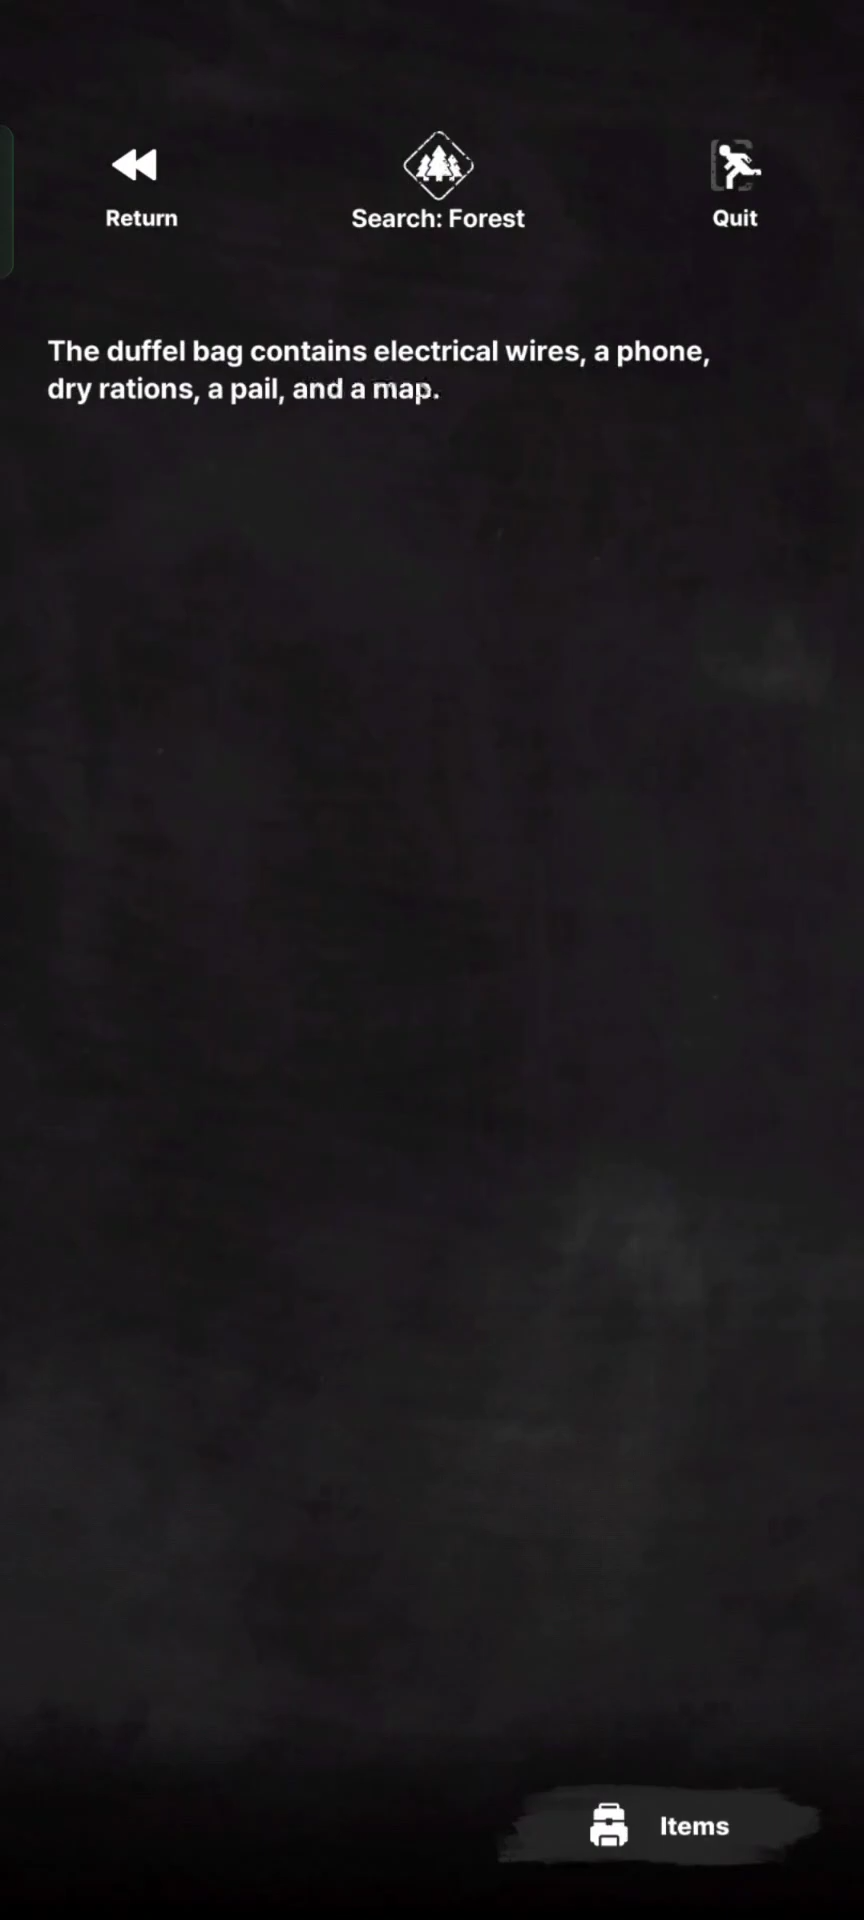 Return
Search: Forest
Quit
The duffel bag contains electrical wires, a phone,
dry rations, a pail, and a map.
Items